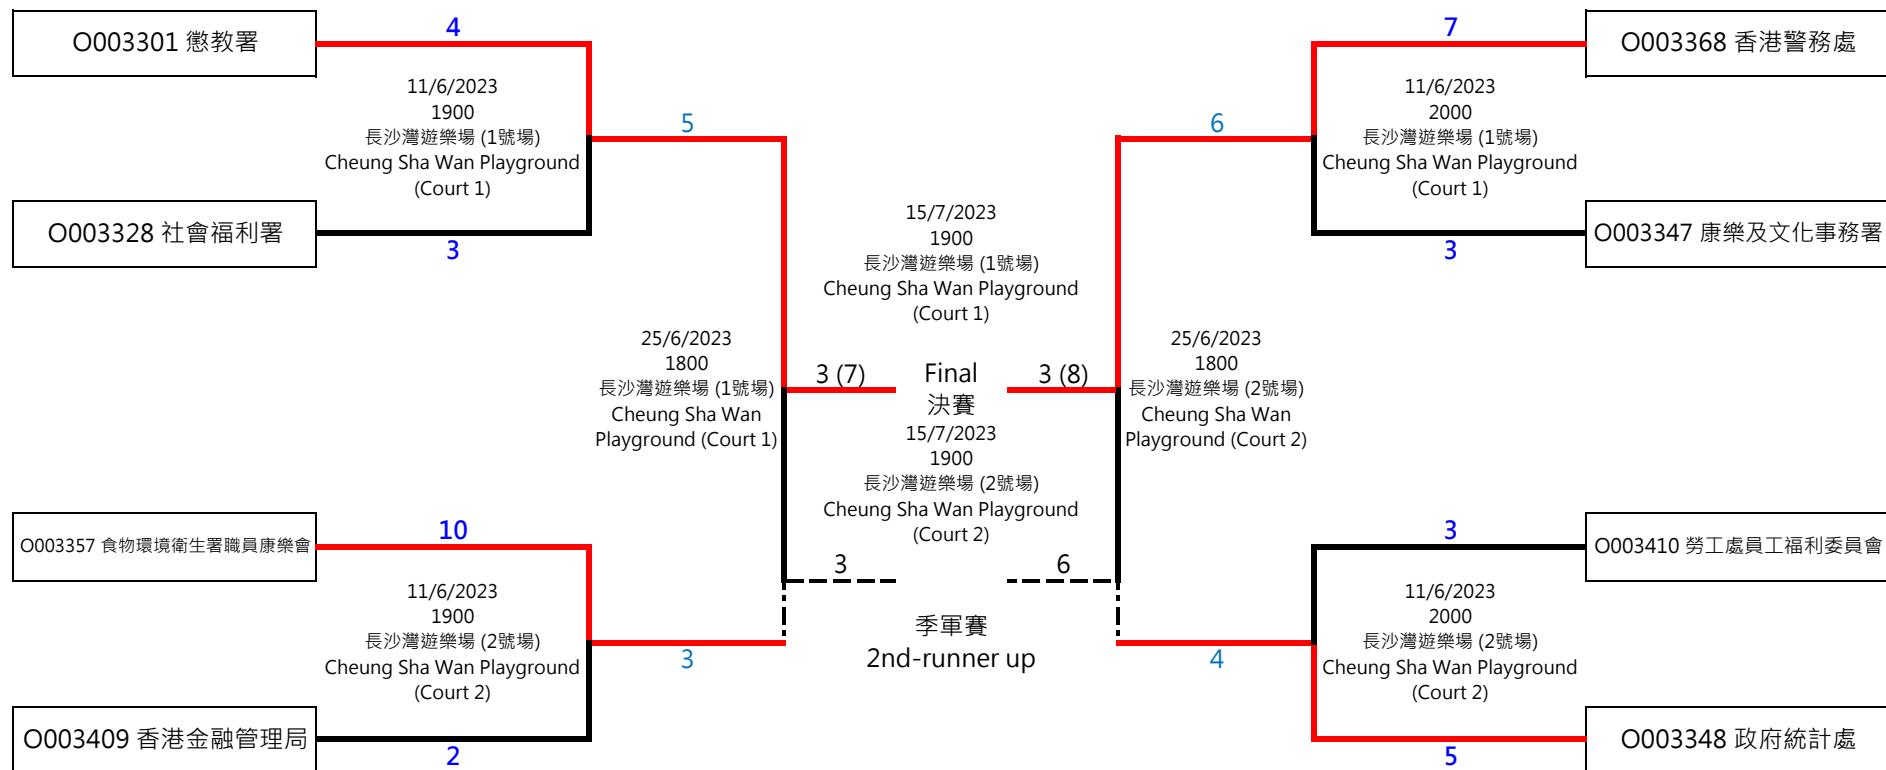 O003301 懲教署
4
11/6/2023
1900
長沙灣遊樂場 (1號場)
Cheung Sha Wan Playground
(Court 1)
O003328 社會福利署
3
5
25/6/2023
1800
長沙灣遊樂場 (1號場)
Cheung Sha Wan
Playground (Court 1)
O003357 食物環境衛生署職員康樂會
10
11/6/2023
1900
長沙灣遊樂場 (2號場)
Cheung Sha Wan Playground
(Court 2)
O003409 香港金融管理局
2
3
15/7/2023
1900
長沙灣遊樂場 (1號場)
Cheung Sha Wan Playground
(Court 1)
3 (7)
Final
決賽
3 (8)
15/7/2023
1900
長沙灣遊樂場 (2號場)
Cheung Sha Wan Playground
(Court 2)
3
6
季軍賽
2nd-runner up
7
O003368 香港警務處
11/6/2023
2000
長沙灣遊樂場 (1號場)
Cheung Sha Wan Playground
(Court 1)
3
O003347 康樂及文化事務署
6
25/6/2023
1800
長沙灣遊樂場 (2號場)
Cheung Sha Wan
Playground (Court 2)
3
O003410 勞工處員工福利委員會
11/6/2023
2000
長沙灣遊樂場 (2號場)
Cheung Sha Wan Playground
(Court 2)
4
5
O003348 政府統計處